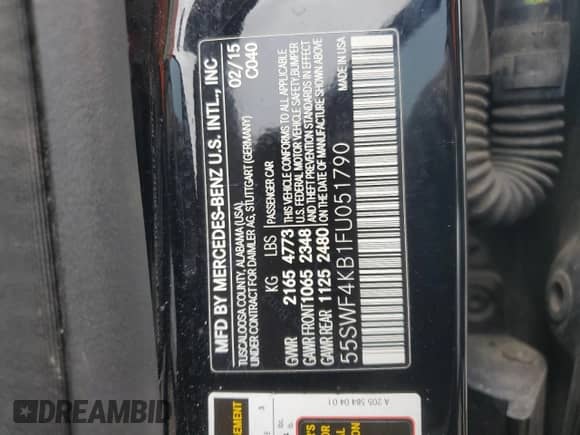 MFD BY MERCEDES-BENZ U.S. INTL., INC
TUSCALOOSA COUNTY, ALABAMA (USA),
UNDER CONTRACT FOR DAIMLER AG, STUTTGART (GERMANY)
02/15
C040
KG LBS
PASSENGER CAR
GVWR 2165 4773
GAWR FRONT 1065 2348
GAWR REAR 1125 2480
THIS VEHICLE CONFORMS TO ALL APPLICABLE
U.S. FEDERAL MOTOR VEHICLE SAFETY, BUMPER
AND THEFT PREVENTION STANDARDS IN EFFECT
ON THE DATE OF MANUFACTURE SHOWN ABOVE.
55SWF4KB1FU051790
MADE IN USA
A 205 584 04 01
DREAMBID